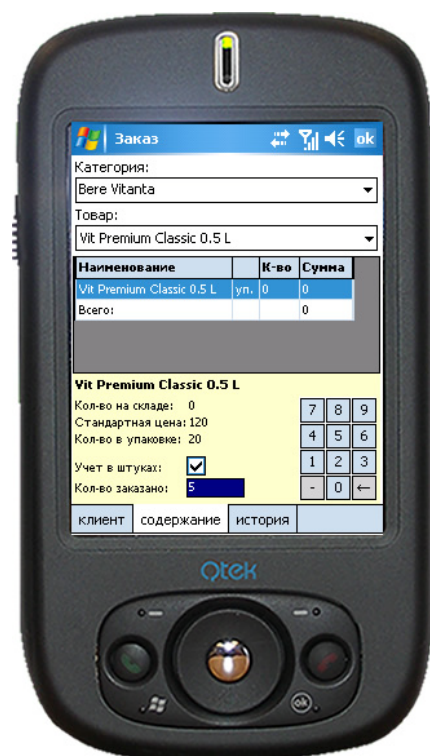 Заказ ok
Категория:
Bere Vitanta
Товар:
Vit Premium Classic 0.5 L
Наименование К-во Сумма
Vit Premium Classic 0.5 L уп. 0 0
Всего: 0
Vit Premium Classic 0.5 L
Кол-во на складе: 0
Стандартная цена: 120
Кол-во в упаковке: 20
Учет в штуках:
Кол-во заказано: 5
7 8 9
4 5 6
1 2 3
- 0 ←
клиент содержание история
Qtek
ok